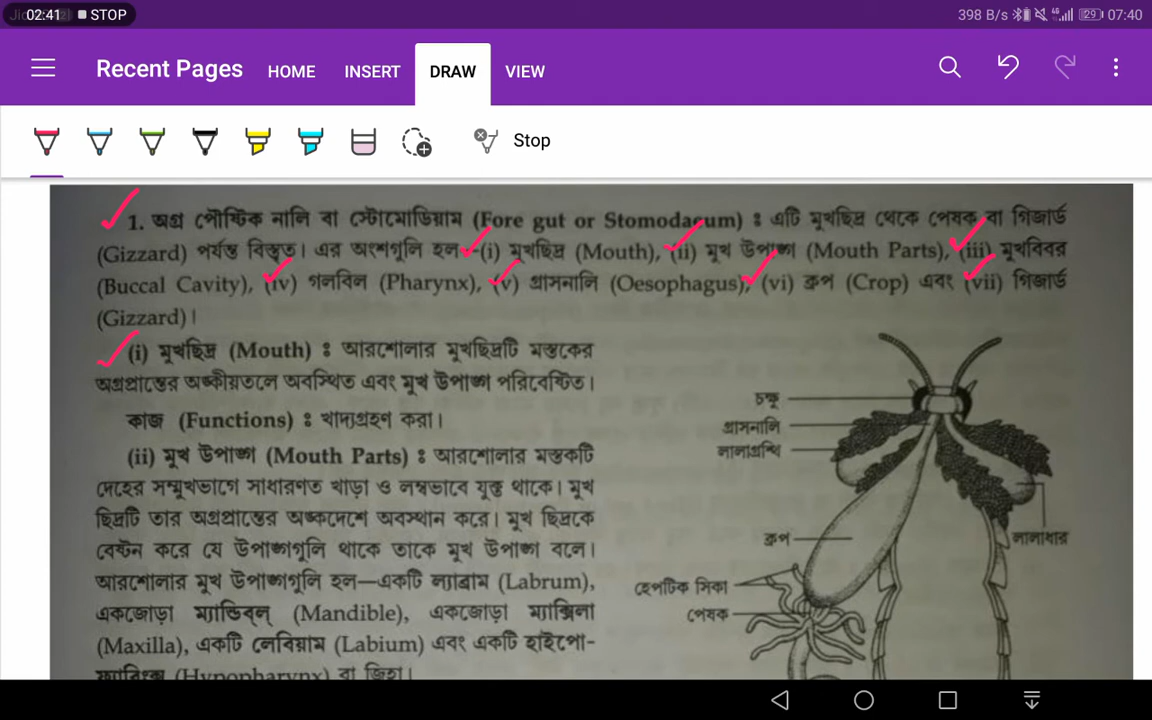 02:41 STOP
398 B/s 29 07:40
Recent Pages HOME INSERT DRAW VIEW
Stop
1. অগ্র পৌষ্টিক নালি বা স্টোমোডিয়াম (Fore gut or Stomodaeum) : এটি মুখছিদ্র থেকে পেষক বা গিজার্ড
(Gizzard) পর্যন্ত বিস্তৃত। এর অংশগুলি হল—(i) মুখছিদ্র (Mouth), (ii) মুখ উপাঙ্গ (Mouth Parts), (iii) মুখবিবর
(Buccal Cavity), (iv) গলবিল (Pharynx), (v) গ্রাসনালি (Oesophagus), (vi) ক্রপ (Crop) এবং (vii) গিজার্ড
(Gizzard)।
(i) মুখছিদ্র (Mouth) : আরশোলার মুখছিদ্রটি মস্তকের
অগ্রপ্রান্তের অঙ্কীয়তলে অবস্থিত এবং মুখ উপাঙ্গ পরিবেষ্টিত।
কাজ (Functions) : খাদ্যগ্রহণ করা।
(ii) মুখ উপাঙ্গ (Mouth Parts) : আরশোলার মস্তকটি
দেহের সম্মুখভাগে সাধারণত খাড়া ও লম্বভাবে যুক্ত থাকে। মুখ
ছিদ্রটি তার অগ্রপ্রান্তের অঙ্কদেশে অবস্থান করে। মুখ ছিদ্রকে
বেষ্টন করে যে উপাঙ্গগুলি থাকে তাকে মুখ উপাঙ্গ বলে।
আরশোলার মুখ উপাঙ্গগুলি হল—একটি ল্যাব্রাম (Labrum),
একজোড়া ম্যান্ডিব্‌ল্ (Mandible), একজোড়া ম্যাক্সিলা
(Maxilla), একটি লেবিয়াম (Labium) এবং একটি হাইপো-
ফ্যারিংক্স (Hypopharynx) বা জিহ্বা।
চক্ষু
গ্রাসনালি
লালাগ্রন্থি
ক্রপ
লালাধার
হেপটিক সিকা
পেষক